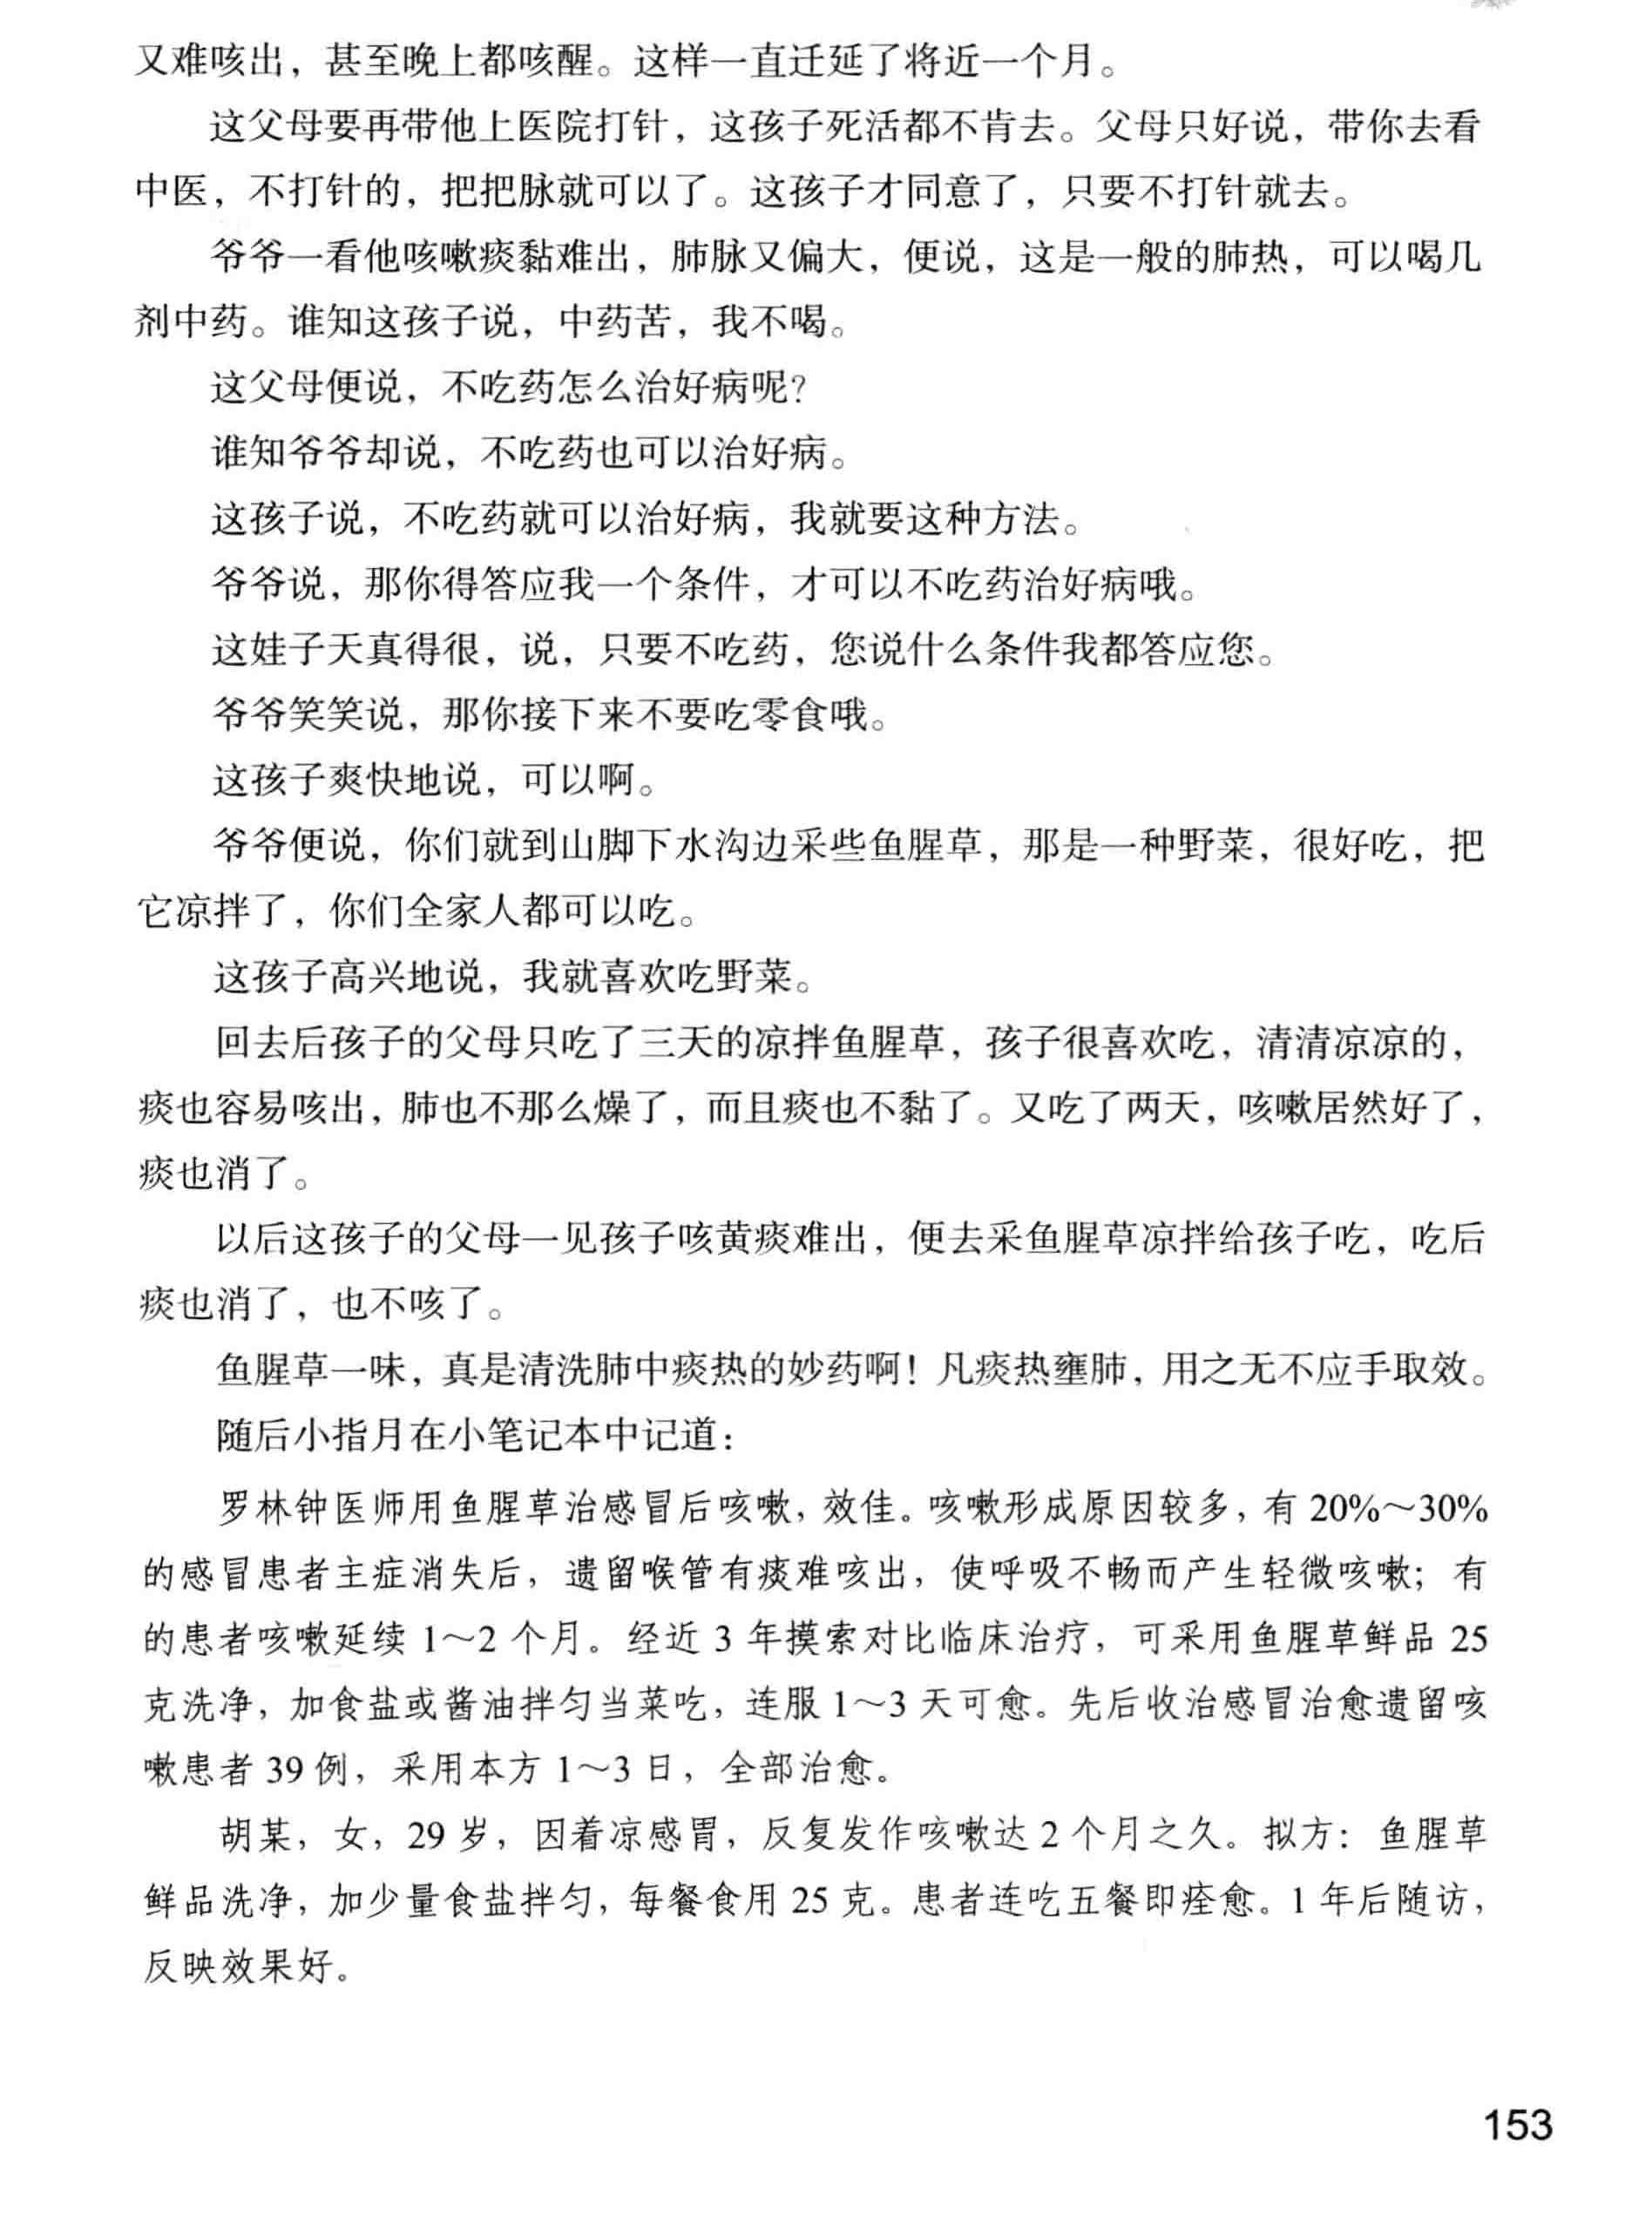 又难咳出，甚至晚上都咳醒。这样一直迁延了将近一个月。
这父母要再带他上医院打针，这孩子死活都不肯去。父母只好说，带你去看
中医，不打针的，把把脉就可以了。这孩子才同意了，只要不打针就去。
爷爷一看他咳嗽痰黏难出，肺脉又偏大，便说，这是一般的肺热，可以喝几
剂中药。谁知这孩子说，中药苦，我不喝。
这父母便说，不吃药怎么治好病呢？
谁知爷爷却说，不吃药也可以治好病。
这孩子说，不吃药就可以治好病，我就要这种方法。
爷爷说，那你得答应我一个条件，才可以不吃药治好病哦。
这娃子天真得很，说，只要不吃药，您说什么条件我都答应您。
爷爷笑笑说，那你接下来不要吃零食哦。
这孩子爽快地说，可以啊。
爷爷便说，你们就到山脚下水沟边采些鱼腥草，那是一种野菜，很好吃，把
它凉拌了，你们全家人都可以吃。
这孩子高兴地说，我就喜欢吃野菜。
回去后孩子的父母只吃了三天的凉拌鱼腥草，孩子很喜欢吃，清清凉凉的，
痰也容易咳出，肺也不那么燥了，而且痰也不黏了。又吃了两天，咳嗽居然好了，
痰也消了。
以后这孩子的父母一见孩子咳黄痰难出，便去采鱼腥草凉拌给孩子吃，吃后
痰也消了，也不咳了。
鱼腥草一味，真是清洗肺中痰热的妙药啊！凡痰热壅肺，用之无不应手取效。
随后小指月在小笔记本中记道：
罗林钟医师用鱼腥草治感冒后咳嗽，效佳。咳嗽形成原因较多，有 20%～30%
的感冒患者主症消失后，遗留喉管有痰难咳出，使呼吸不畅而产生轻微咳嗽；有
的患者咳嗽延续 1～2 个月。经近 3 年摸索对比临床治疗，可采用鱼腥草鲜品 25
克洗净，加食盐或酱油拌匀当菜吃，连服 1～3 天可愈。先后收治感冒治愈遗留咳
嗽患者 39 例，采用本方 1～3 日，全部治愈。
胡某，女，29 岁，因着凉感胃，反复发作咳嗽达 2 个月之久。拟方：鱼腥草
鲜品洗净，加少量食盐拌匀，每餐食用 25 克。患者连吃五餐即痊愈。1 年后随访，
反映效果好。
153